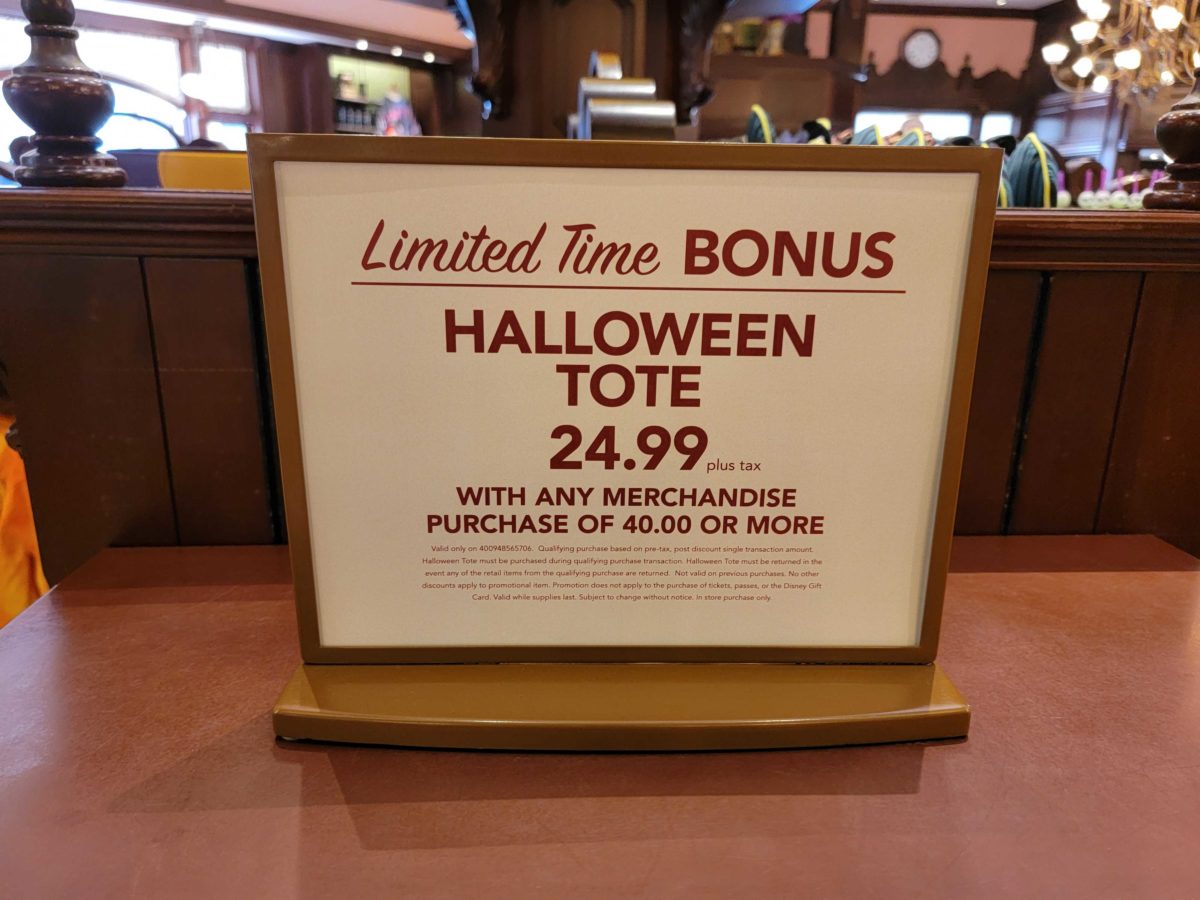 Limited Time BONUS
HALLOWEEN
TOTE
24.99 plus tax
WITH ANY MERCHANDISE
PURCHASE OF 40.00 OR MORE
Valid only on 400948565706. Qualifying purchase based on pre-tax, post discount single transaction amount.
Halloween Tote must be purchased during qualifying purchase transaction. Halloween Tote must be returned in the
event any of the retail items from the qualifying purchase are returned. Not valid on previous purchases. No other
discounts apply to promotional item. Promotion does not apply to the purchase of tickets, passes, or the Disney Gift
Card. Valid while supplies last. Subject to change without notice. In store purchase only.